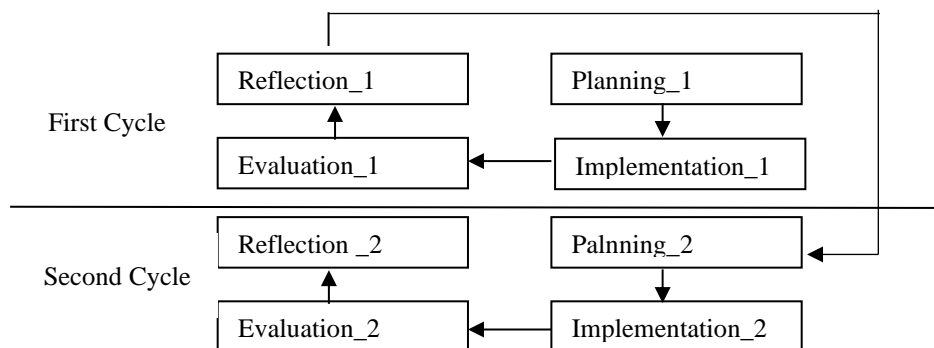 Reflection_1
Planning_1
First Cycle
Evaluation_1
Implementation_1
Reflection _2
Palnning_2
Second Cycle
Evaluation_2
Implementation_2